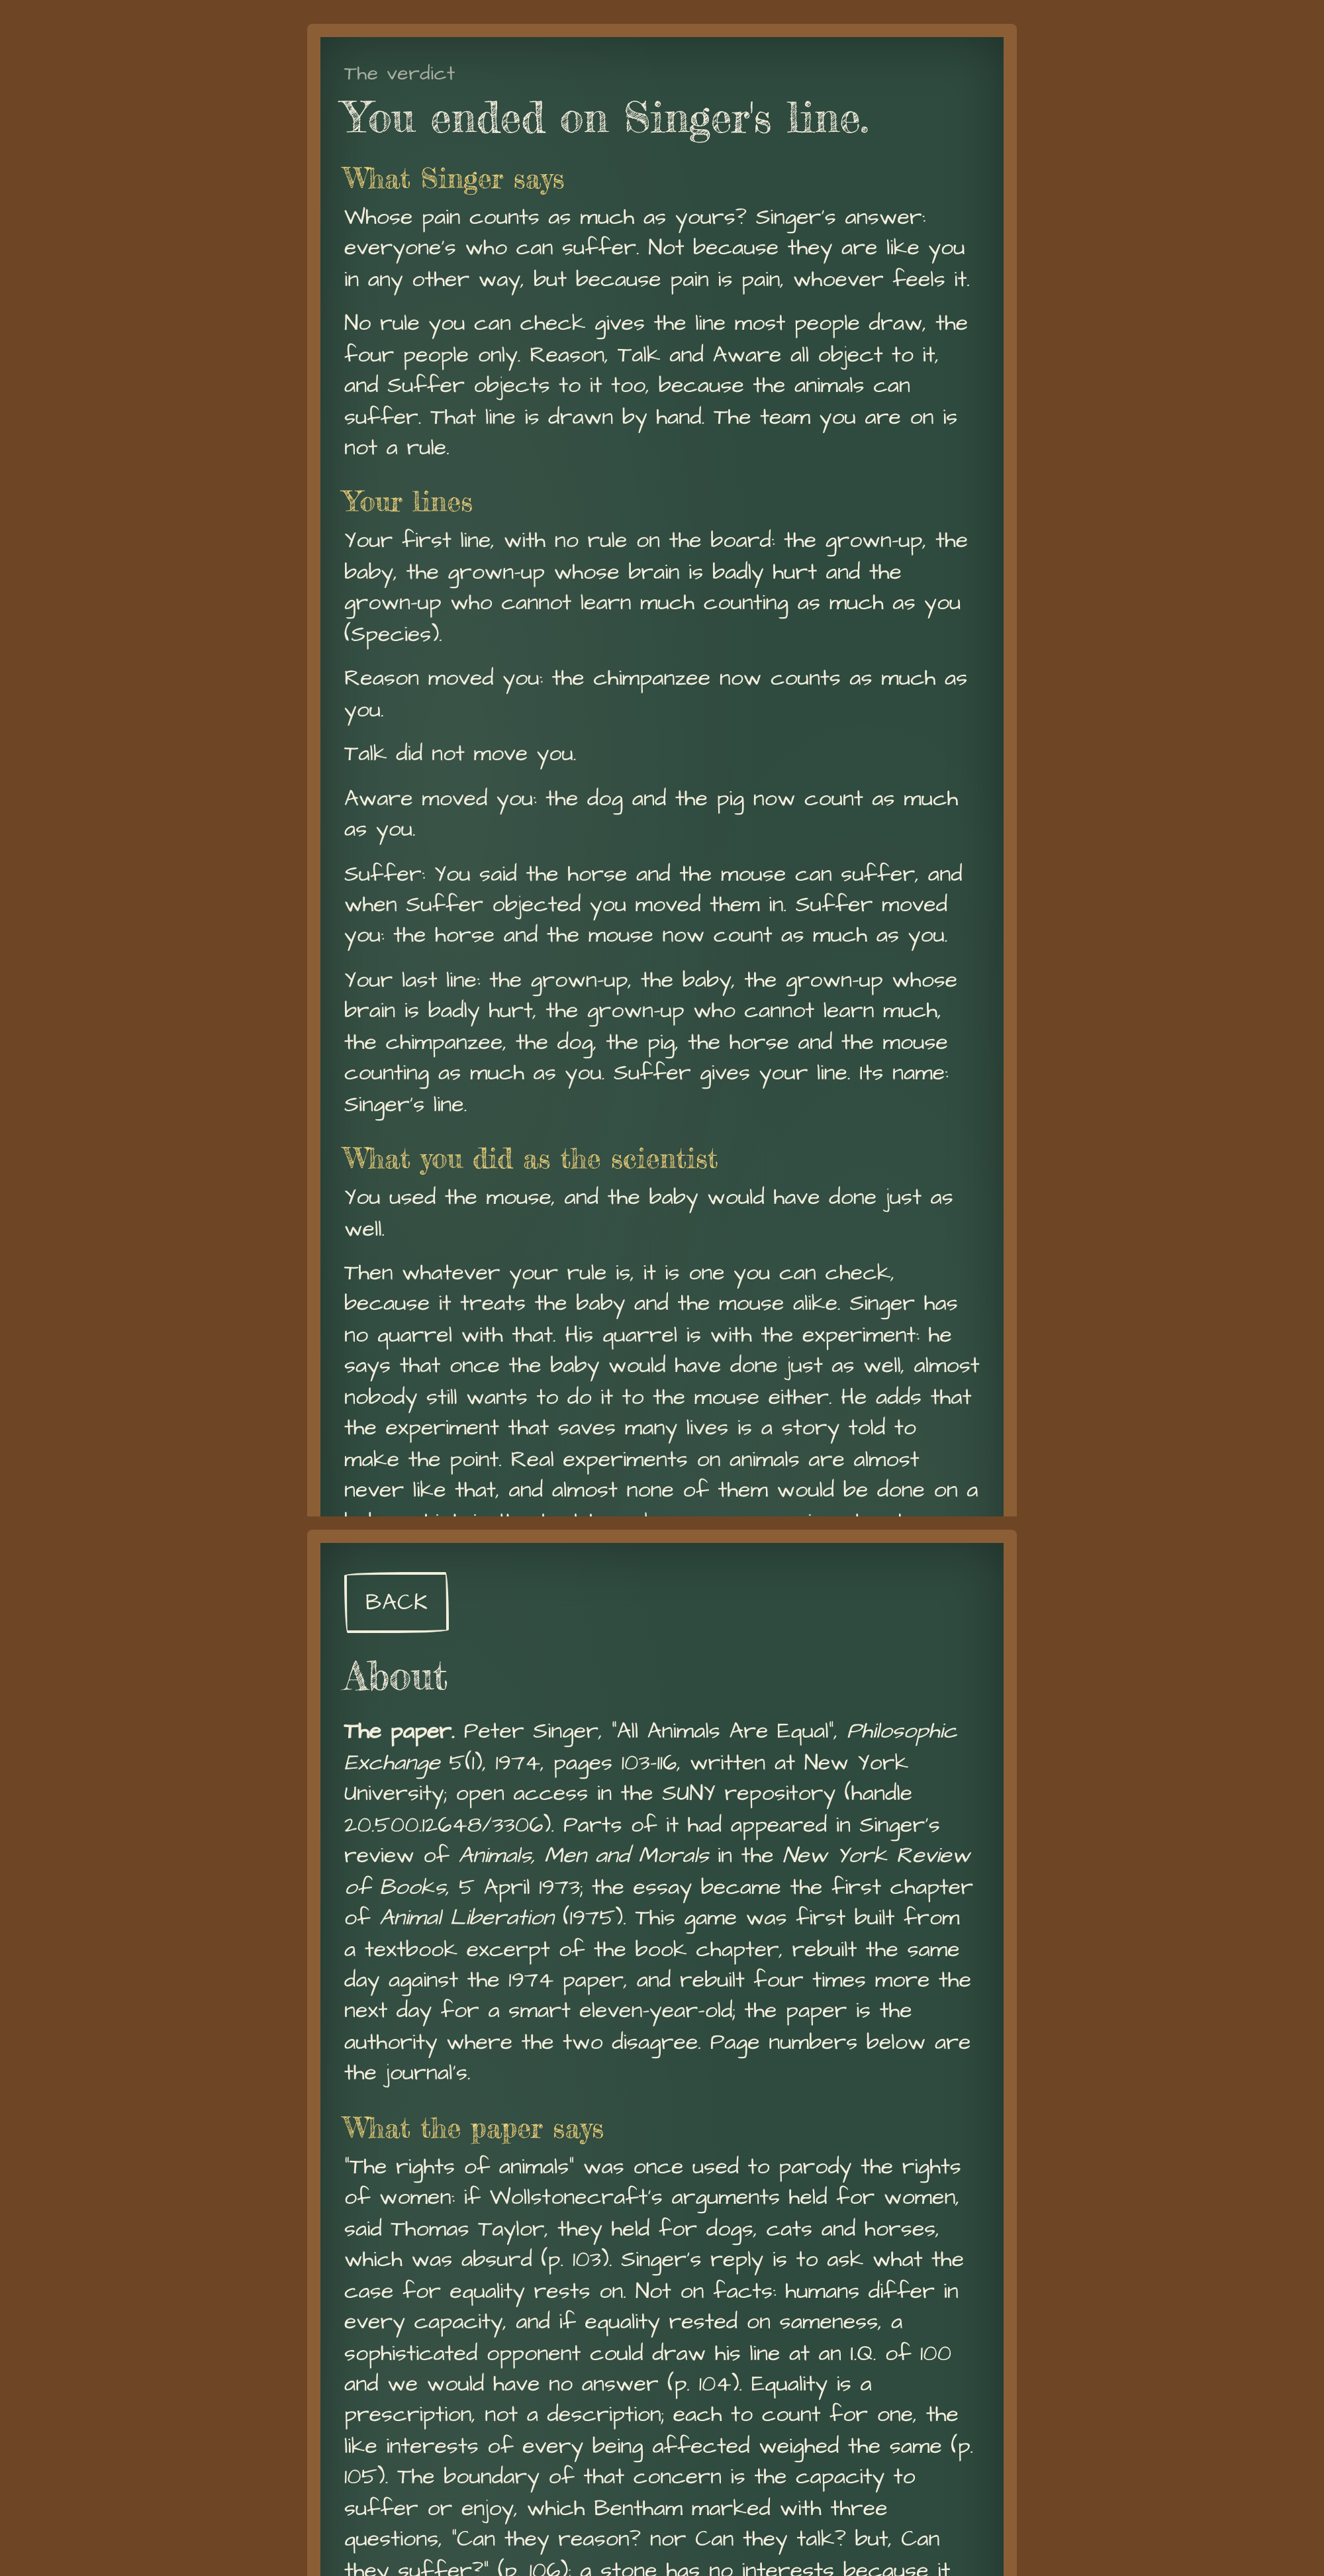 The verdict
You ended on Singer's line.
What Singer says
Whose pain counts as much as yours? Singer's answer:
everyone's who can suffer. Not because they are like you
in any other way, but because pain is pain, whoever feels it.
No rule you can check gives the line most people draw, the
four people only. Reason, Talk and Aware all object to it,
and Suffer objects to it too, because the animals can
suffer. That line is drawn by hand. The team you are on is
not a rule.
Your lines
Your first line, with no rule on the board: the grown-up, the
baby, the grown-up whose brain is badly hurt and the
grown-up who cannot learn much counting as much as you
(Species).
Reason moved you: the chimpanzee now counts as much as
you.
Talk did not move you.
Aware moved you: the dog and the pig now count as much
as you.
Suffer: You said the horse and the mouse can suffer, and
when Suffer objected you moved them in. Suffer moved
you: the horse and the mouse now count as much as you.
Your last line: the grown-up, the baby, the grown-up whose
brain is badly hurt, the grown-up who cannot learn much,
the chimpanzee, the dog, the pig, the horse and the mouse
counting as much as you. Suffer gives your line. Its name:
Singer's line.
What you did as the scientist
You used the mouse, and the baby would have done just as
well.
Then whatever your rule is, it is one you can check,
because it treats the baby and the mouse alike. Singer has
no quarrel with that. His quarrel is with the experiment: he
says that once the baby would have done just as well, almost
nobody still wants to do it to the mouse either. He adds that
the experiment that saves many lives is a story told to
make the point. Real experiments on animals are almost
never like that, and almost none of them would be done on a
BACK
About
The paper. Peter Singer, "All Animals Are Equal", Philosophic
Exchange 5(1), 1974, pages 103-116, written at New York
University; open access in the SUNY repository (handle
20.500.12648/3306). Parts of it had appeared in Singer's
review of Animals, Men and Morals in the New York Review
of Books, 5 April 1973; the essay became the first chapter
of Animal Liberation (1975). This game was first built from
a textbook excerpt of the book chapter, rebuilt the same
day against the 1974 paper, and rebuilt four times more the
next day for a smart eleven-year-old; the paper is the
authority where the two disagree. Page numbers below are
the journal's.
What the paper says
"The rights of animals" was once used to parody the rights
of women: if Wollstonecraft's arguments held for women,
said Thomas Taylor, they held for dogs, cats and horses,
which was absurd (p. 103). Singer's reply is to ask what the
case for equality rests on. Not on facts: humans differ in
every capacity, and if equality rested on sameness, a
sophisticated opponent could draw his line at an I.Q. of 100
and we would have no answer (p. 104). Equality is a
prescription, not a description; each to count for one, the
like interests of every being affected weighed the same (p.
105). The boundary of that concern is the capacity to
suffer or enjoy, which Bentham marked with three
questions, "Can they reason? nor Can they talk? but, Can
they suffer?" (p. 106); a stone has no interests because it